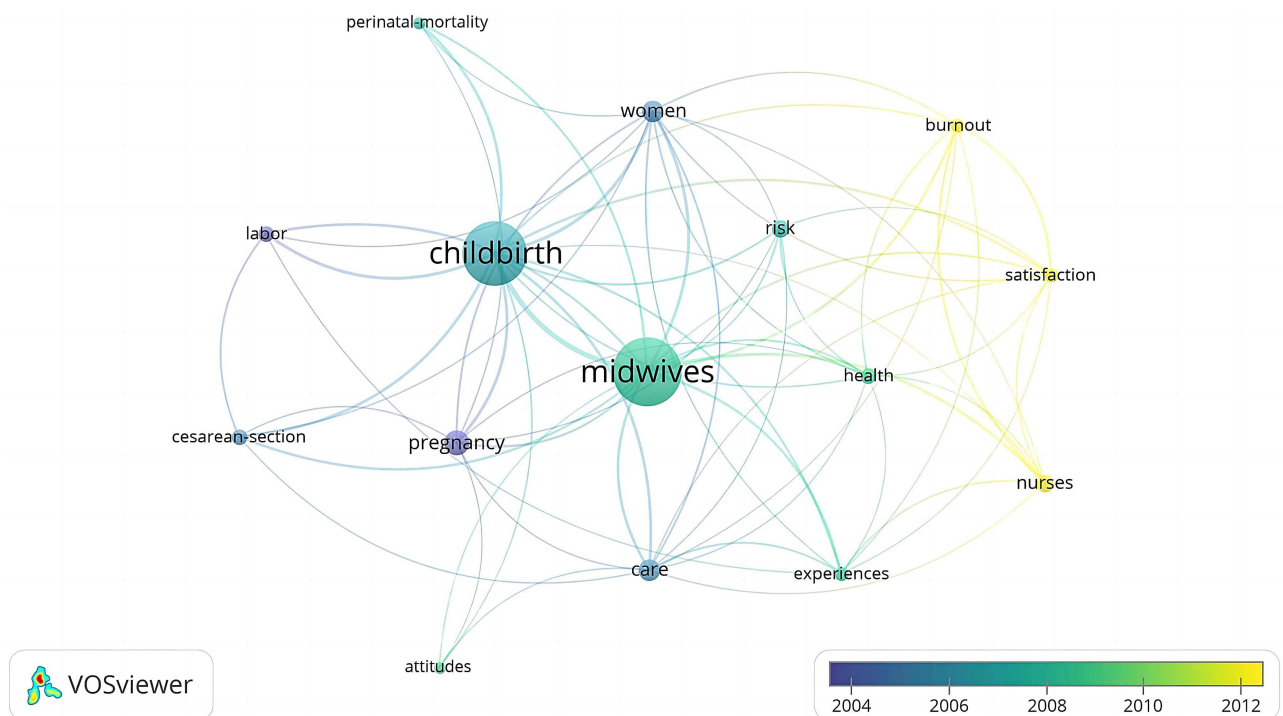 perinatal-mortality
women
burnout
labor
risk
childbirth
satisfaction
midwives
health
cesarean-section
pregnancy
nurses
care
experiences
attitudes
VOSviewer
2004 2006 2008 2010 2012